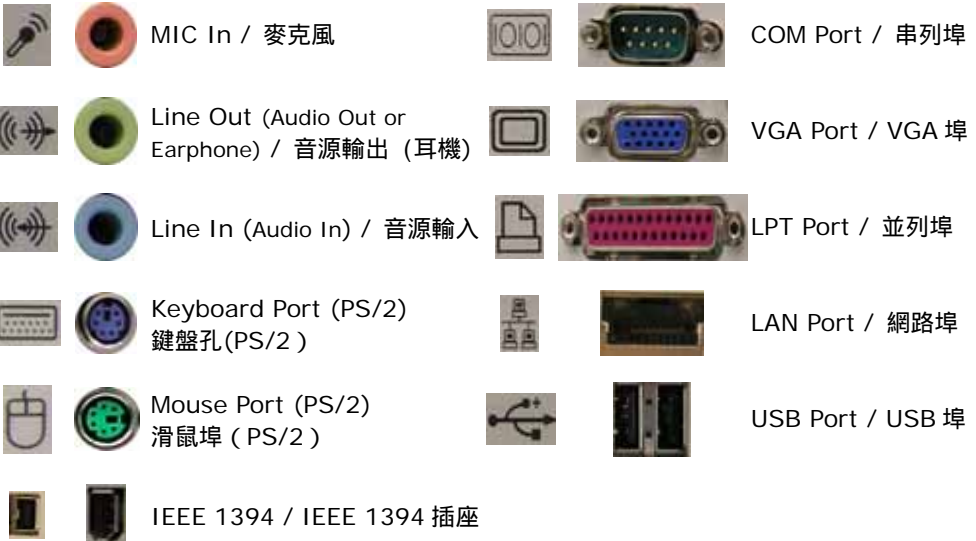 MIC In / 麥克風
Line Out (Audio Out or
Earphone) / 音源輸出 (耳機)
Line In (Audio In) / 音源輸入
Keyboard Port (PS/2)
鍵盤孔(PS/2 )
Mouse Port (PS/2)
滑鼠埠 ( PS/2 )
IEEE 1394 / IEEE 1394 插座
|O|O|
COM Port / 串列埠
VGA Port / VGA 埠
LPT Port / 並列埠
LAN Port / 網路埠
USB Port / USB 埠